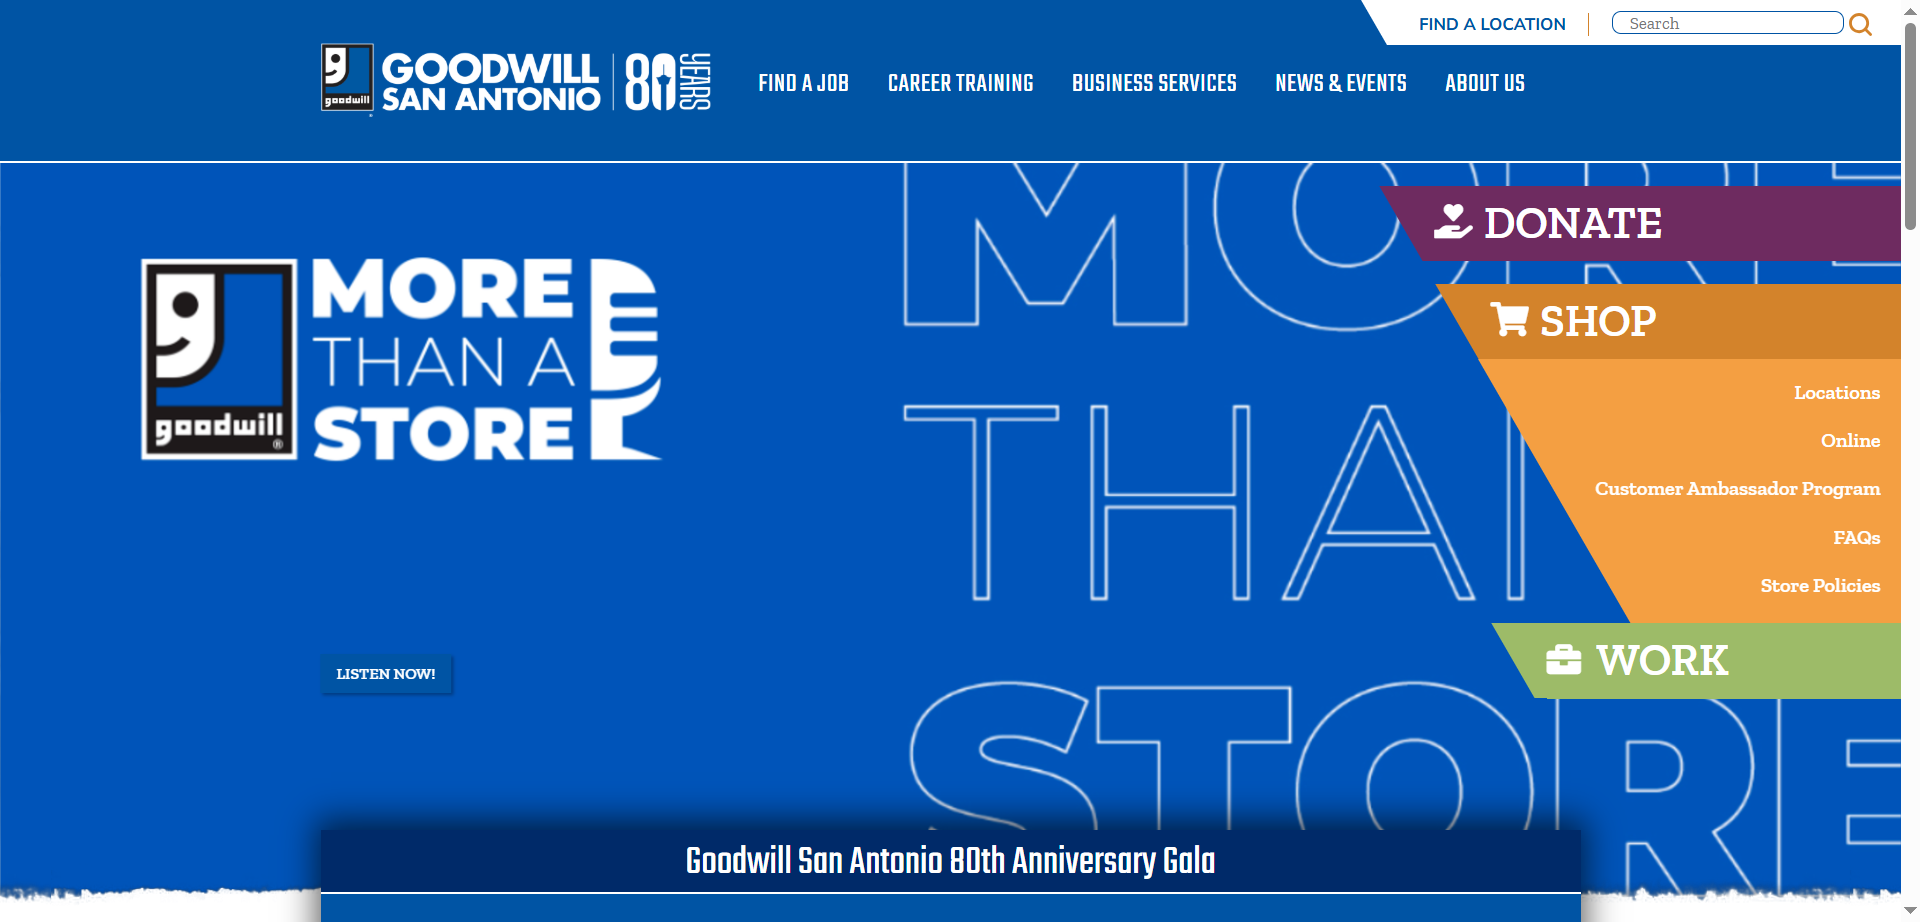 FIND A LOCATION
Search
goodwill
GOODWILL
SAN ANTONIO
80 YEARS
FIND A JOB
CAREER TRAINING
BUSINESS SERVICES
NEWS & EVENTS
ABOUT US
MORE
THAN A
STORE
goodwill
®
MORE
THAN
STORE
DONATE
SHOP
Locations
Online
Customer Ambassador Program
FAQs
Store Policies
WORK
LISTEN NOW!
Goodwill San Antonio 80th Anniversary Gala